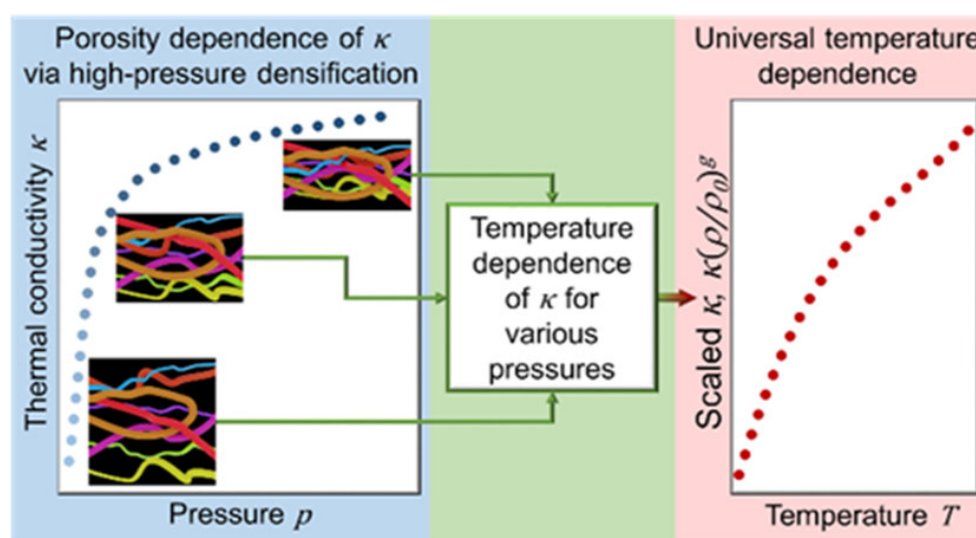 Porosity dependence of κ
via high-pressure densification
Thermal conductivity κ
Pressure p
Temperature
dependence
of κ for
various
pressures
Universal temperature
dependence
Scaled κ, κ(ρ/ρ₀)ᵍ
Temperature T